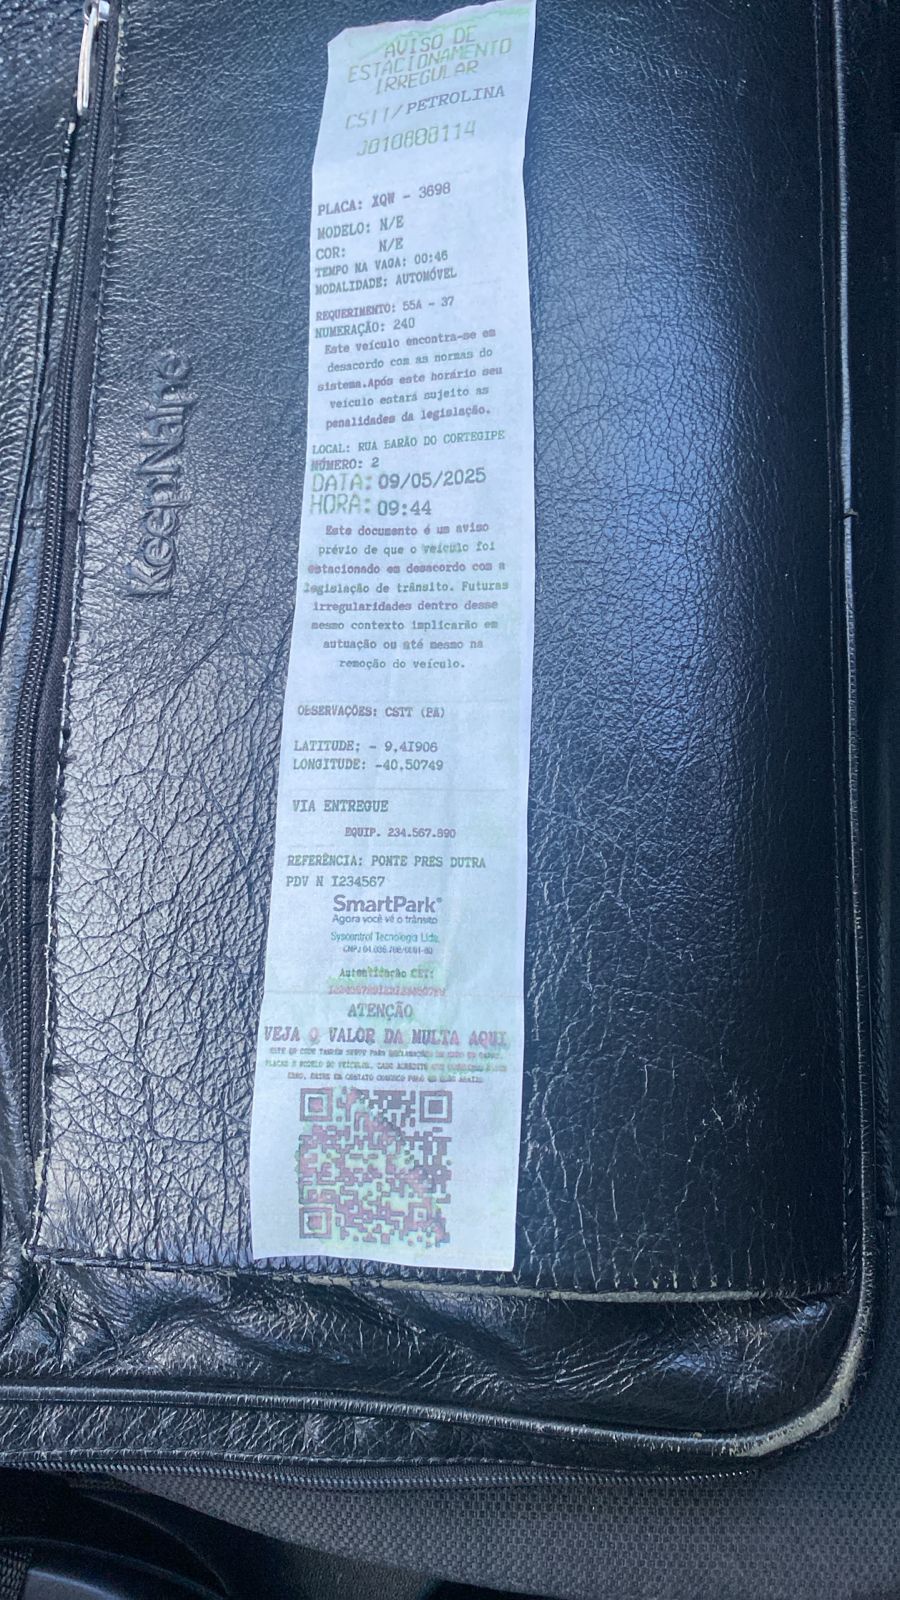 AVISO DE
ESTACIONAMENTO
IRREGULAR
CSTT/PETROLINA
J010800114
PLACA: XQW - 3698
MODELO: N/E
COR: N/E
TEMPO NA VAGA: 00:46
MODALIDADE: AUTOMÓVEL
REQUERIMENTO: 55A - 37
NUMERAÇÃO: 240
Este veículo encontra-se em
desacordo com as normas do
sistema.Após este horário seu
veículo estará sujeito as
penalidades da legislação.
LOCAL: RUA BARÃO DO CORTEGIPE
NÚMERO: 2
DATA: 09/05/2025
HORA: 09:44
Este documento é um aviso
prévio de que o veículo foi
estacionado em desacordo com a
legislação de trânsito. Futuras
irregularidades dentro desse
mesmo contexto implicarão em
autuação ou até mesmo na
remoção do veículo.
OBSERVAÇÕES: CSTT (PA)
LATITUDE: - 9,4I906
LONGITUDE: -40,50749
VIA ENTREGUE
EQUIP. 234.567.890
REFERÊNCIA: PONTE PRES DUTRA
PDV N I234567
SmartPark®
Agora você vê o trânsito
Syscontrol Tecnologia Ltda.
Autenticação CET:
ATENÇÃO
VEJA O VALOR DA MULTA AQUI
KeepNape